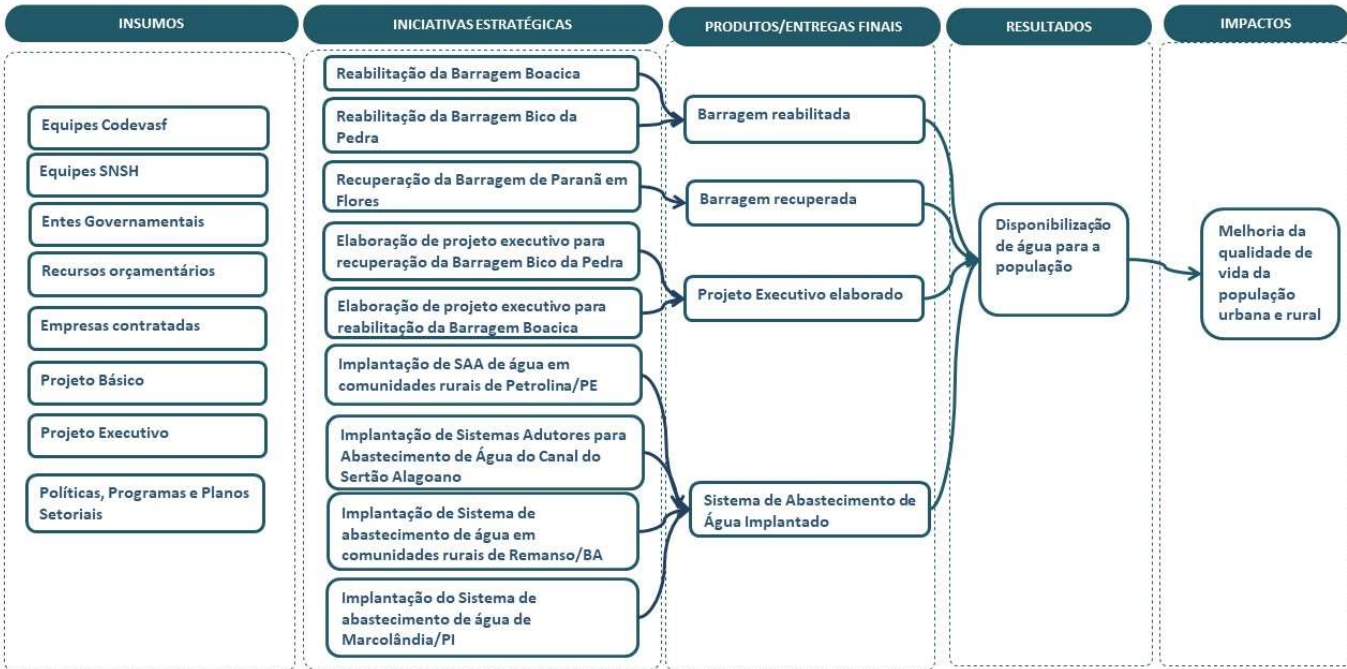 INSUMOS
INICIATIVAS ESTRATÉGICAS
PRODUTOS/ENTREGAS FINAIS
RESULTADOS
IMPACTOS
Equipes Codevasf
Equipes SNSH
Entes Governamentais
Recursos orçamentários
Empresas contratadas
Projeto Básico
Projeto Executivo
Políticas, Programas e Planos
Setoriais
Reabilitação da Barragem Boacica
Reabilitação da Barragem Bico da
Pedra
Recuperação da Barragem de Paranã em
Flores
Elaboração de projeto executivo para
recuperação da Barragem Bico da Pedra
Elaboração de projeto executivo para
reabilitação da Barragem Boacica
Implantação de SAA de água em
comunidades rurais de Petrolina/PE
Implantação de Sistemas Adutores para
Abastecimento de Água do Canal do
Sertão Alagoano
Implantação de Sistema de
abastecimento de água em
comunidades rurais de Remanso/BA
Implantação do Sistema de
abastecimento de água de
Marcolândia/PI
Barragem reabilitada
Barragem recuperada
Projeto Executivo elaborado
Sistema de Abastecimento de
Água Implantado
Disponibilização
de água para a
população
Melhoria da
qualidade de
vida da
população
urbana e rural